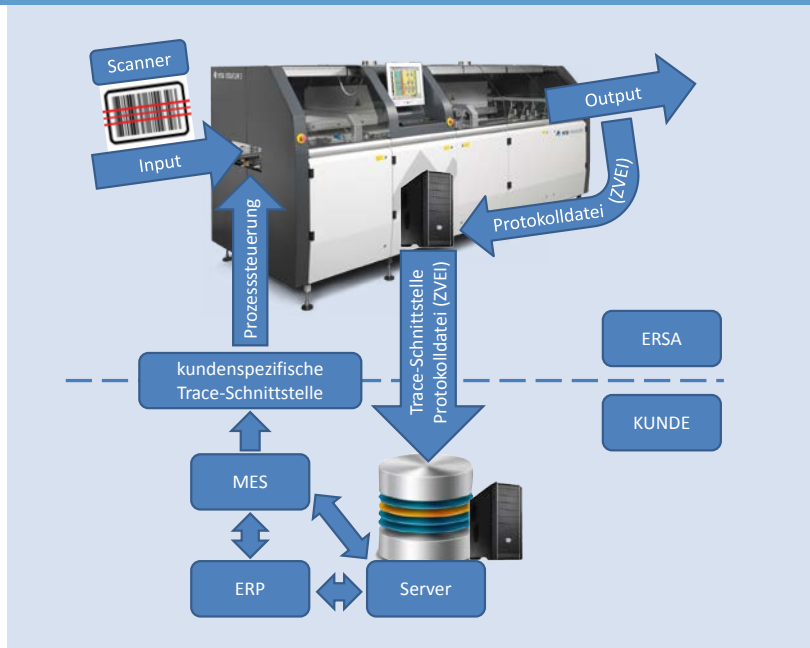 Scanner
Input
Output
Protokolldatei (ZVEI)
Prozesssteuerung
Trace-Schnittstelle
Protokolldatei (ZVEI)
kundenspezifische
Trace-Schnittstelle
ERSA
KUNDE
MES
ERP
Server